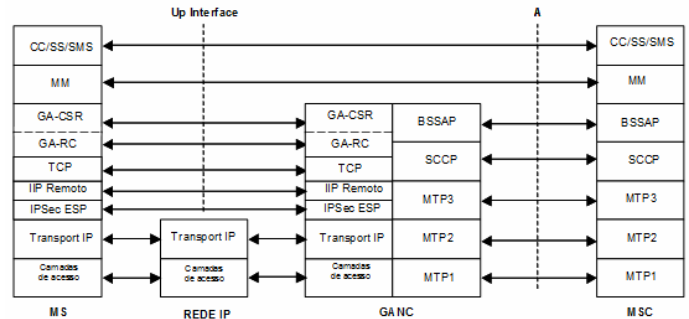 Up Interface
A
CC/SS/SMS
CC/SS/SMS
MM
MM
GA-CSR
GA-CSR
BSSAP
BSSAP
GA-RC
GA-RC
TCP
TCP
SCCP
SCCP
IIP Remoto
IIP Remoto
MTP3
MTP3
IPSec ESP
IPSec ESP
Transport IP
Transport IP
Transport IP
MTP2
MTP2
Camadas
de acesso
Camadas
de acesso
Camadas
de acesso
MTP1
MTP1
MS
REDE IP
GANC
MSC